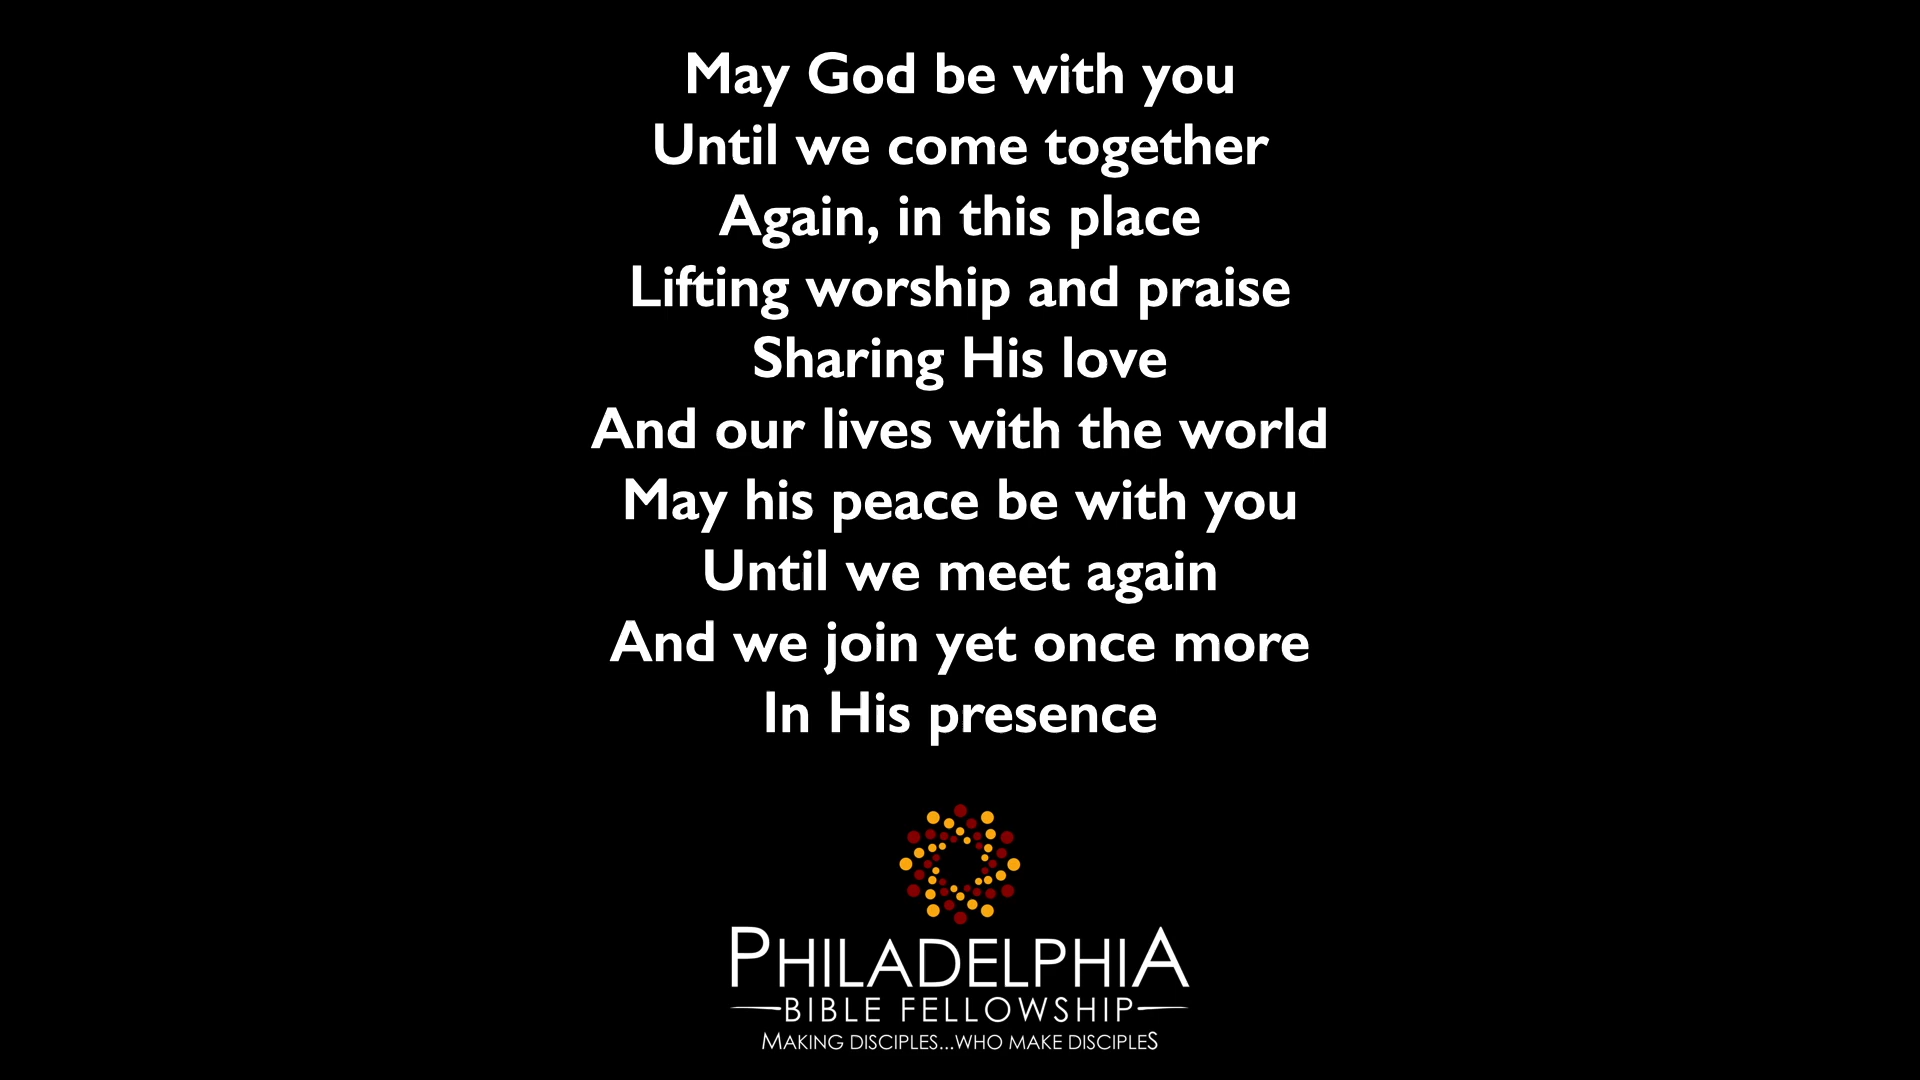 May God be with you
Until we come together
Again, in this place
Lifting worship and praise
Sharing His love
And our lives with the world
May his peace be with you
Until we meet again
And we join yet once more
In His presence
PHILADELPHIA
BIBLE FELLOWSHIP
MAKING DISCIPLES...WHO MAKE DISCIPLES